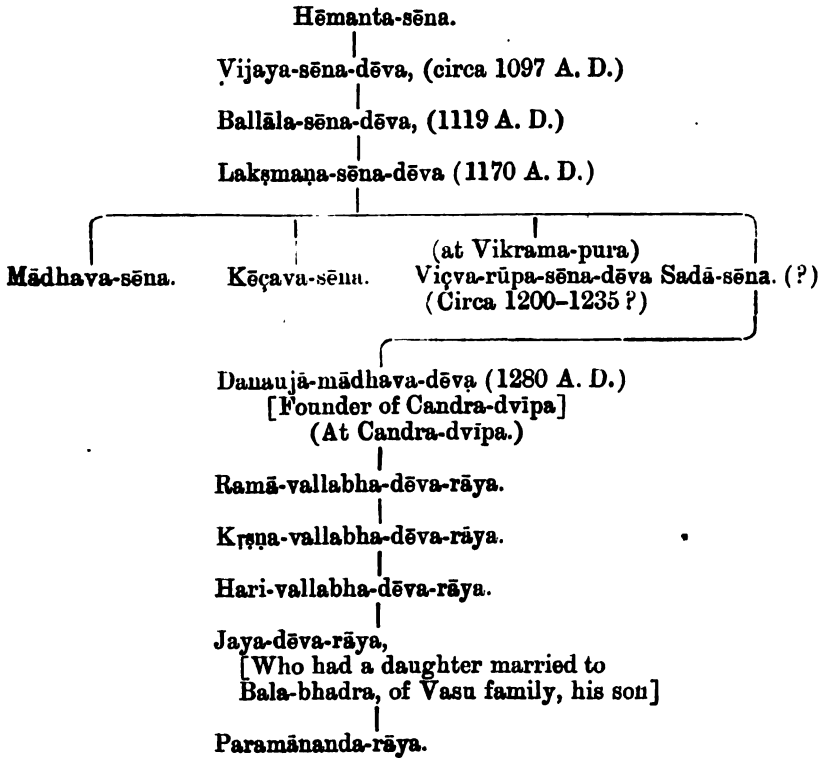 Hēmanta-sēna.
Vijaya-sēna-dēva, (circa 1097 A. D.)
Ballāla-sēna-dēva, (1119 A. D.)
Lakṣmaṇa-sēna-dēva (1170 A. D.)
(at Vikrama-pura)
Mādhava-sēna. Kēçava-sēna. Viçva-rūpa-sēna-dēva Sadā-sēna. (?)
(Circa 1200–1235 ?)
Danaujā-mādhava-dēva (1280 A. D.)
[Founder of Candra-dvīpa]
(At Candra-dvīpa.)
Ramā-vallabha-dēva-rāya.
Kṛṣṇa-vallabha-dēva-rāya.
Hari-vallabha-dēva-rāya.
Jaya-dēva-rāya,
[Who had a daughter married to
Bala-bhadra, of Vasu family, his son]
Paramānanda-rāya.